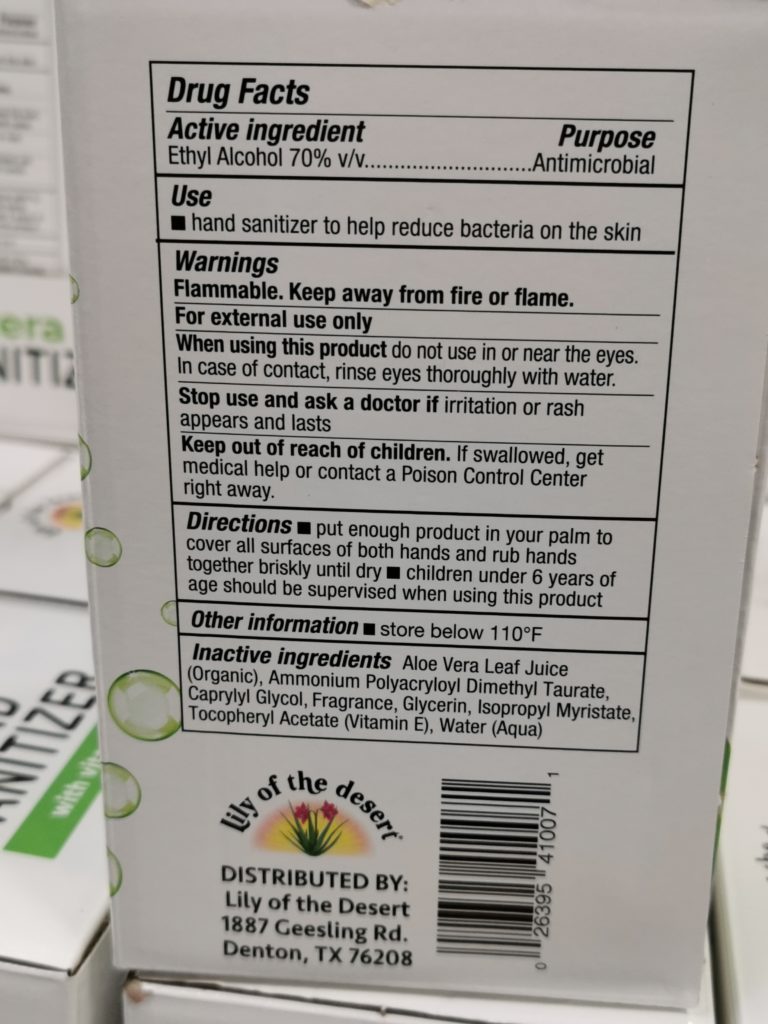 Drug Facts
Active ingredient Purpose
Ethyl Alcohol 70% v/v............................Antimicrobial
Use
■ hand sanitizer to help reduce bacteria on the skin
Warnings
Flammable. Keep away from fire or flame.
For external use only
When using this product do not use in or near the eyes.
In case of contact, rinse eyes thoroughly with water.
Stop use and ask a doctor if irritation or rash
appears and lasts
Keep out of reach of children. If swallowed, get
medical help or contact a Poison Control Center
right away.
Directions ■ put enough product in your palm to
cover all surfaces of both hands and rub hands
together briskly until dry ■ children under 6 years of
age should be supervised when using this product
Other information ■ store below 110°F
Inactive ingredients Aloe Vera Leaf Juice
(Organic), Ammonium Polyacryloyl Dimethyl Taurate,
Caprylyl Glycol, Fragrance, Glycerin, Isopropyl Myristate,
Tocopheryl Acetate (Vitamin E), Water (Aqua)
lily of the desert
DISTRIBUTED BY:
Lily of the Desert
1887 Geesling Rd.
Denton, TX 76208
0 26395 41007 1
era
NITIZ
ANITIZER
with vit